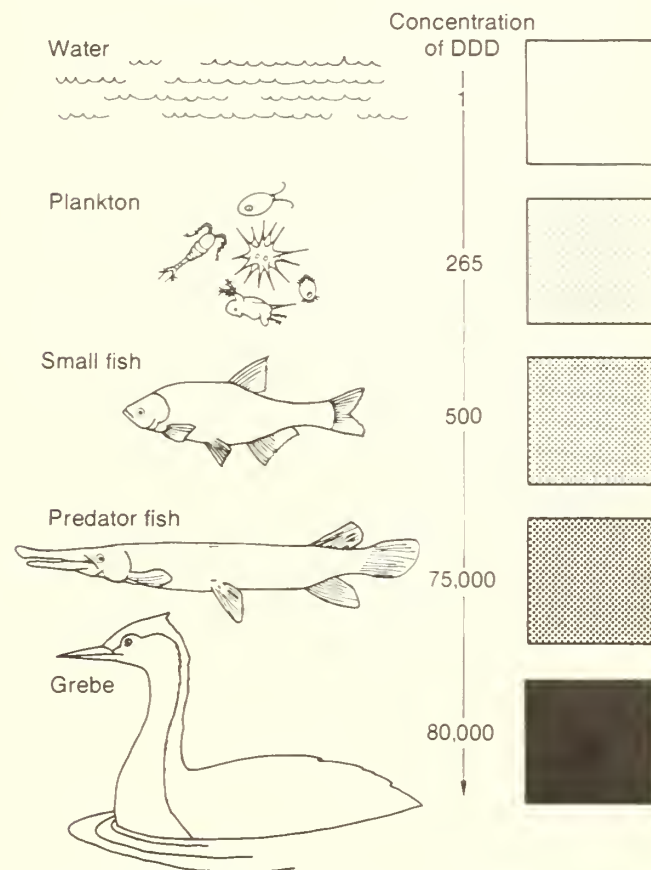 Concentration
of DDD
Water
1
Plankton
265
Small fish
500
Predator fish
75,000
Grebe
80,000